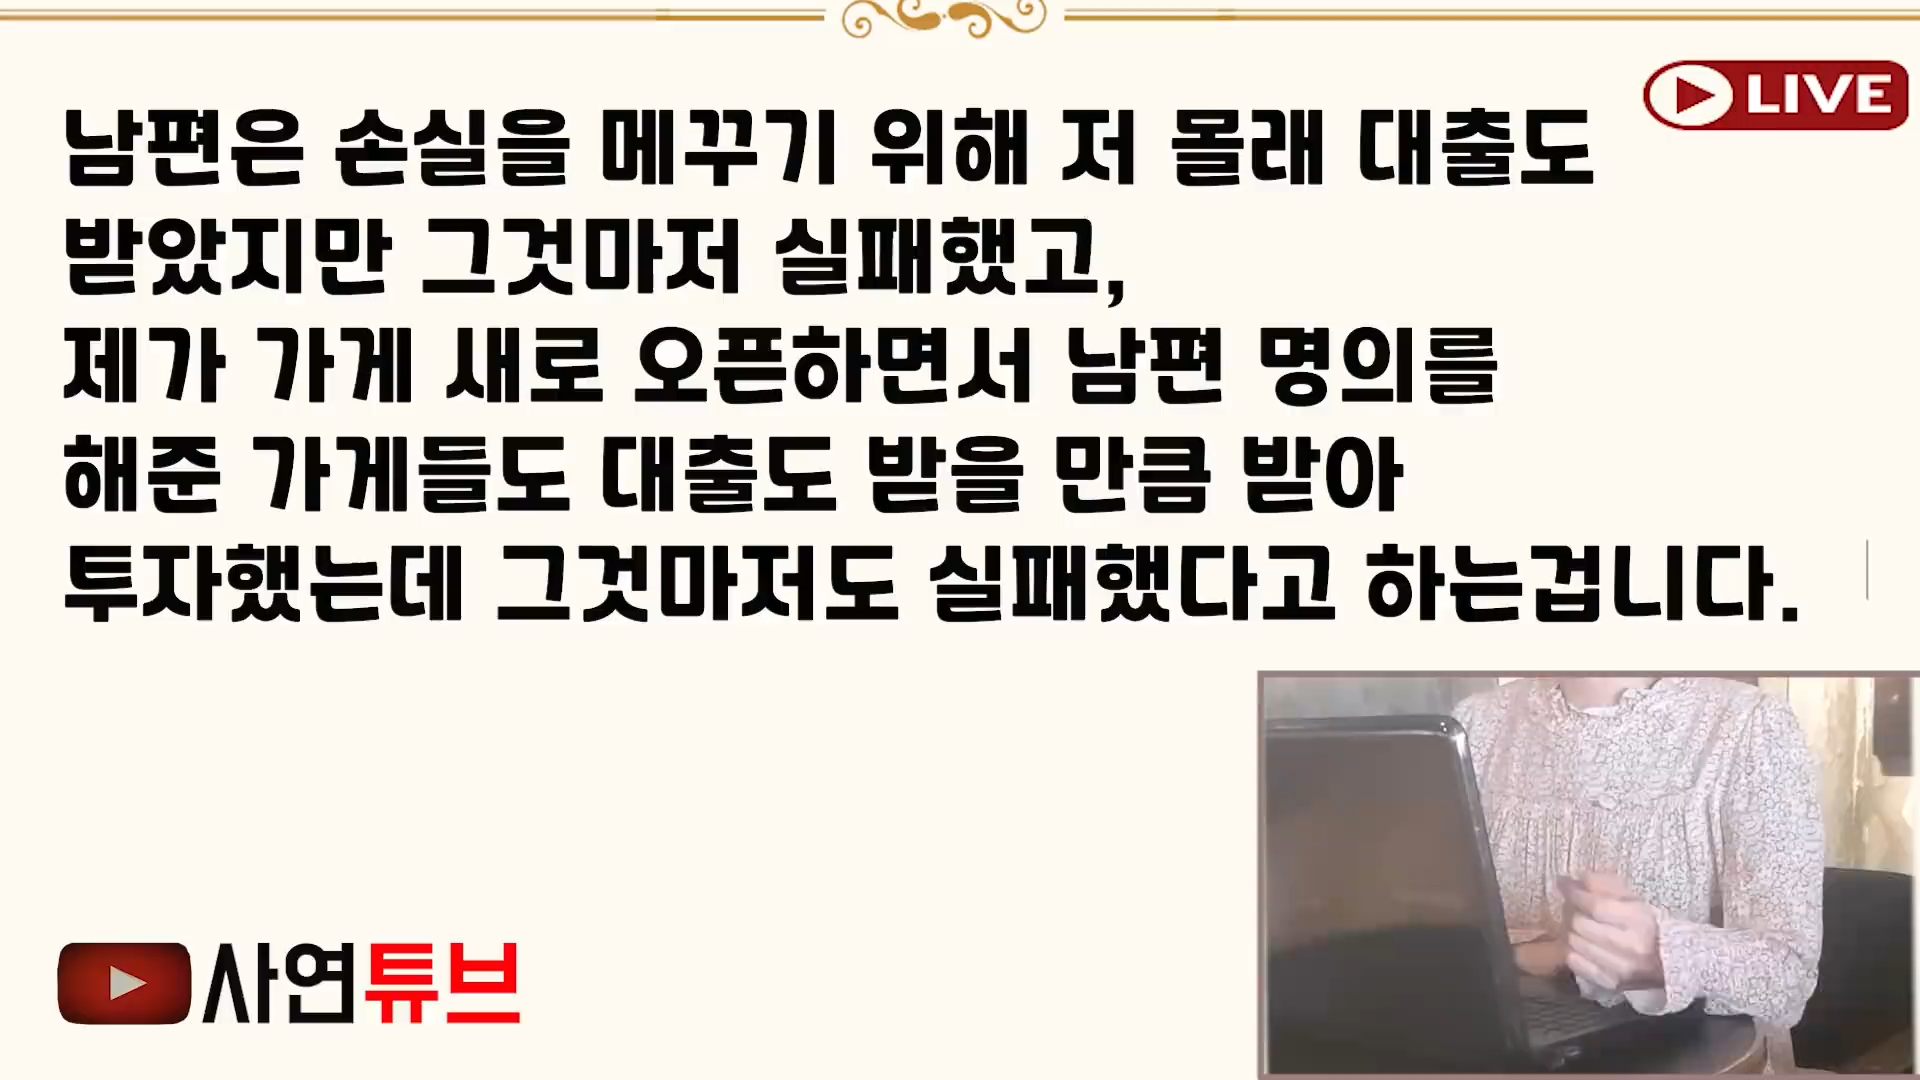 LIVE
남편은 손실을 메꾸기 위해 저 몰래 대출도
받았지만 그것마저 실패했고,
제가 가게 새로 오픈하면서 남편 명의를
해준 가게들도 대출도 받을 만큼 받아
투자했는데 그것마저도 실패했다고 하는겁니다.
사연튜브